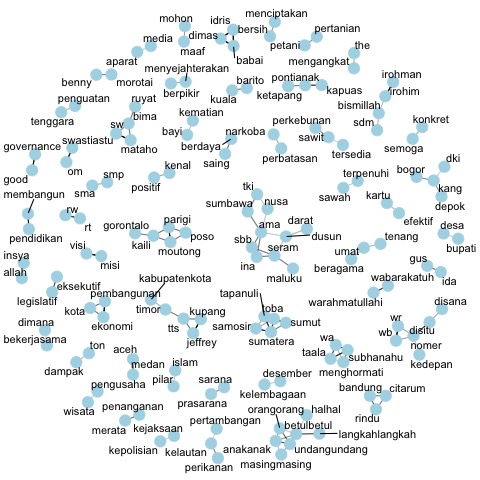 mohon
idris
menciptakan
media
dimas
bersih
pertanian
aparat
maaf
petani
the
babai
menyejahterakan
mengangkat
benny
morotai
berpikir
barito
pontianak
irohman
penguatan
ruyat
kuala
ketapang
kapuas
irohim
tenggara
bima
kematian
bismillah
sw
narkoba
perkebunan
sdm
konkret
governance
swastiastu
mataho
bayi
berdaya
sawit
semoga
good
om
saing
perbatasan
tersedia
smp
kenal
terpenuhi
bogor
dki
membangun
sma
positif
tki
sawah
kartu
kang
rw
sumbawa
nusa
depok
pendidikan
rt
gorontalo
parigi
ama
darat
efektif
desa
visi
kaili
poso
sbb
dusun
umat
tenang
bupati
insya
misi
moutong
seram
gus
allah
ina
maluku
beragama
ida
eksekutif
kabupatenkota
wabarakatuh
legislatif
pembangunan
tapanuli
warahmatullahi
disana
kota
timor
kupang
toba
wr
dimana
ekonomi
tts
samosir
sumut
wb
disitu
bekerjasama
jeffrey
sumatera
wa
nomer
ton
aceh
taala
subhanahu
kedepan
dampak
medan
islam
menghormati
pengusaha
pilar
sarana
desember
bandung
citarum
wisata
penanganan
prasarana
kelembagaan
rindu
merata
kejaksaan
pertambangan
orangorang
halhal
betulbetul
kepolisian
kelautan
anakanak
langkahlangkah
perikanan
undangundang
masingmasing